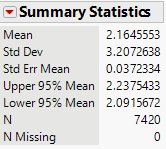 Summary Statistics
Mean 2.1645553
Std Dev 3.2072638
Std Err Mean 0.0372334
Upper 95% Mean 2.2375433
Lower 95% Mean 2.0915672
N 7420
N Missing 0